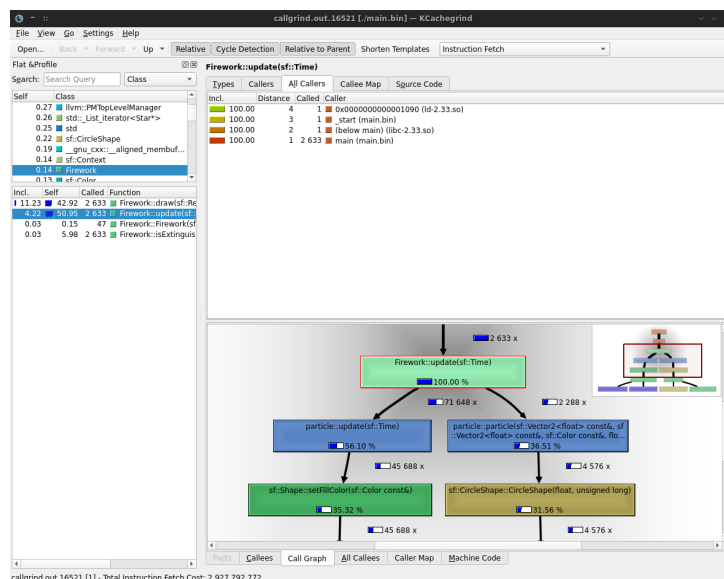 callgrind.out.16521 [./main.bin] — KCachegrind
File View Go Settings Help
Open... Back Forward Up Relative Cycle Detection Relative to Parent Shorten Templates Instruction Fetch
Flat &Profile
Search: Search Query Class
Self Class
0.27 llvm::PMTopLevelManager
0.26 std::_List_iterator<Star*>
0.25 std
0.22 sf::CircleShape
0.19 __gnu_cxx::__aligned_membuf...
0.14 sf::Context
0.14 Firework
0.13 sf::Color
Incl. Self Called Function
11.23 42.92 2 633 Firework::draw(sf::Re
4.22 50.95 2 633 Firework::update(sf::
0.03 0.15 47 Firework::Firework(sf
0.03 5.98 2 633 Firework::isExtinguis
Firework::update(sf::Time)
Types Callers All Callers Callee Map Source Code
Incl. Distance Called Caller
100.00 4 1 0x0000000000001090 (ld-2.33.so)
100.00 3 1 _start (main.bin)
100.00 2 1 (below main) (libc-2.33.so)
100.00 1 2 633 main (main.bin)
2 633 x
Firework::update(sf::Time)
100.00 %
71 648 x 2 288 x
particle::update(sf::Time)
56.10 %
particle::particle(sf::Vector2<float> const&, sf
::Vector2<float> const&, sf::Color const&, flo...
36.51 %
45 688 x 4 576 x
sf::Shape::setFillColor(sf::Color const&)
35.32 %
sf::CircleShape::CircleShape(float, unsigned long)
31.56 %
45 688 x 4 576 x
Parts Callees Call Graph All Callees Caller Map Machine Code
callgrind.out.16521 [1] - Total Instruction Fetch Cost: 2 927 792 772